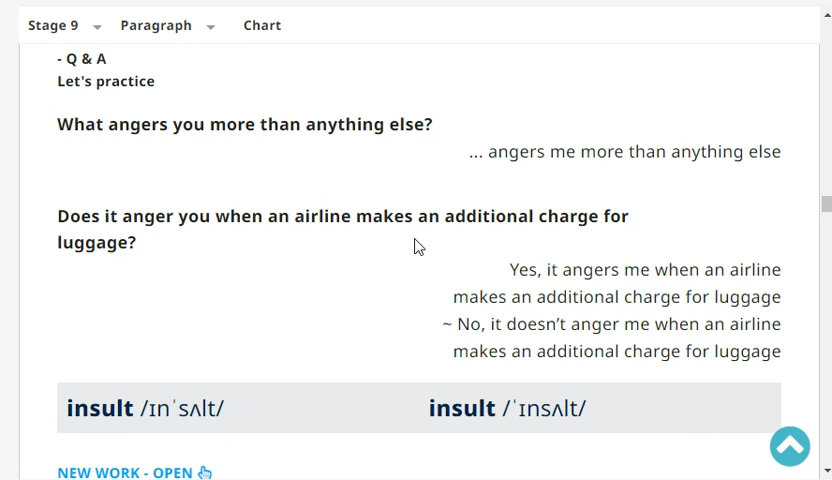 Stage 9 Paragraph Chart
- Q & A
Let's practice
What angers you more than anything else?
... angers me more than anything else
Does it anger you when an airline makes an additional charge for
luggage?
Yes, it angers me when an airline
makes an additional charge for luggage
~ No, it doesn’t anger me when an airline
makes an additional charge for luggage
insult /ɪnˈsʌlt/ insult /ˈɪnsʌlt/
NEW WORK - OPEN